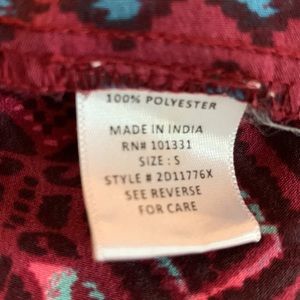 100% POLYESTER
MADE IN INDIA
RN# 101331
SIZE : S
STYLE # 2D11776X
SEE REVERSE
FOR CARE